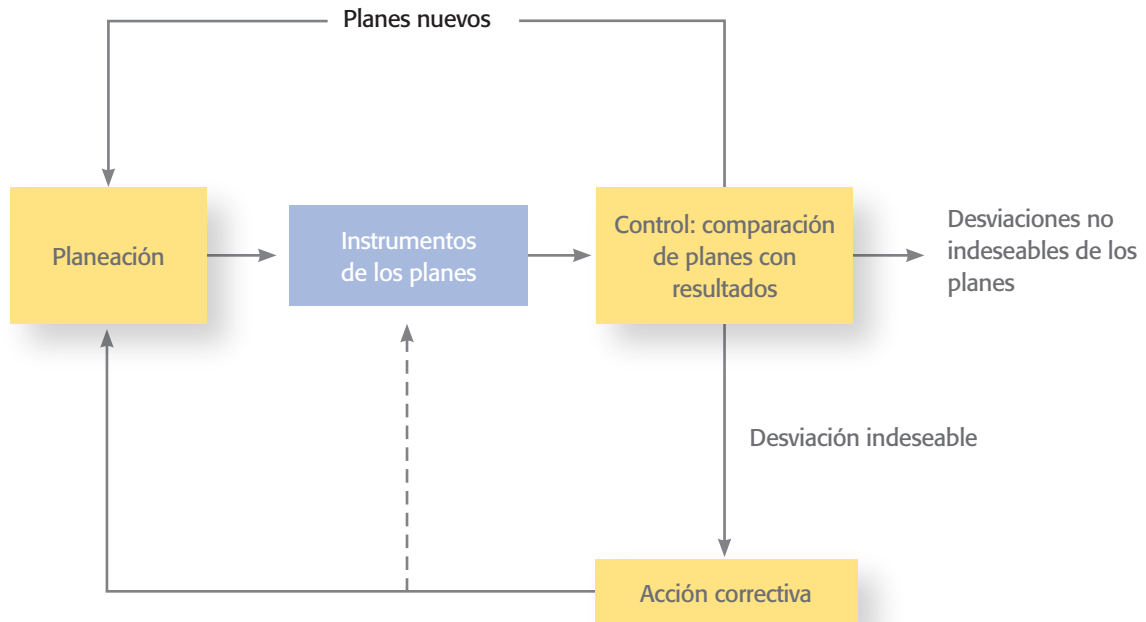 Planes nuevos
Planeación
Instrumentos
de los planes
Control: comparación
de planes con
resultados
Desviaciones no
indeseables de los
planes
Desviación indeseable
Acción correctiva